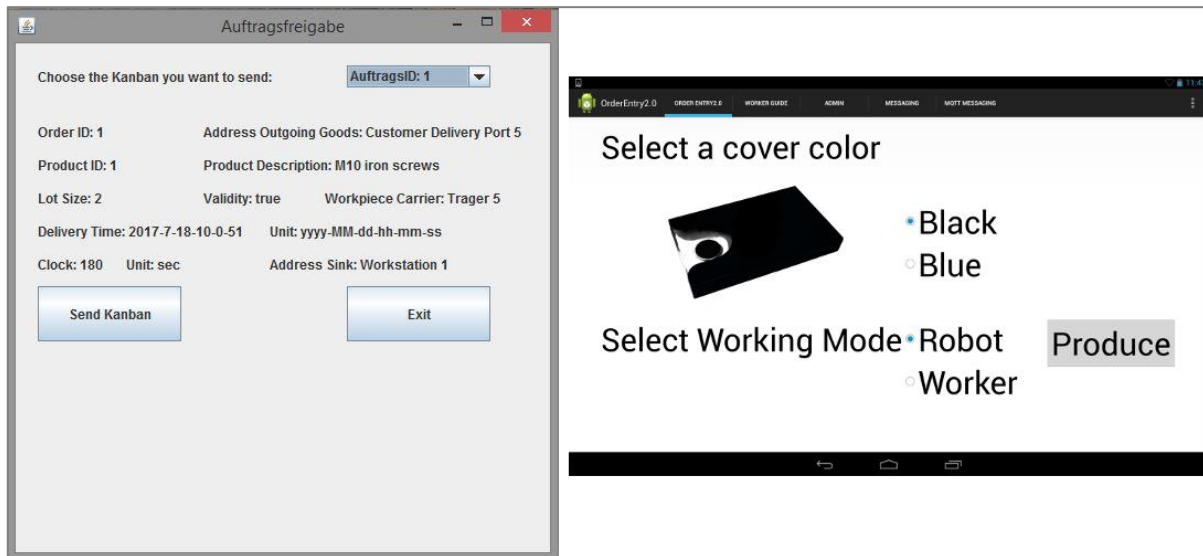 Auftragsfreigabe
Choose the Kanban you want to send: AuftragsID: 1
Order ID: 1 Address Outgoing Goods: Customer Delivery Port 5
Product ID: 1 Product Description: M10 iron screws
Lot Size: 2 Validity: true Workpiece Carrier: Trager 5
Delivery Time: 2017-7-18-10-0-51 Unit: yyyy-MM-dd-hh-mm-ss
Clock: 180 Unit: sec Address Sink: Workstation 1
Send Kanban Exit
OrderEntry2.0 ORDER ENTRY2.0 WORKER GUIDE ADMIN MESSAGING MQTT MESSAGING
Select a cover color
Black
Blue
Select Working Mode Robot Produce
Worker